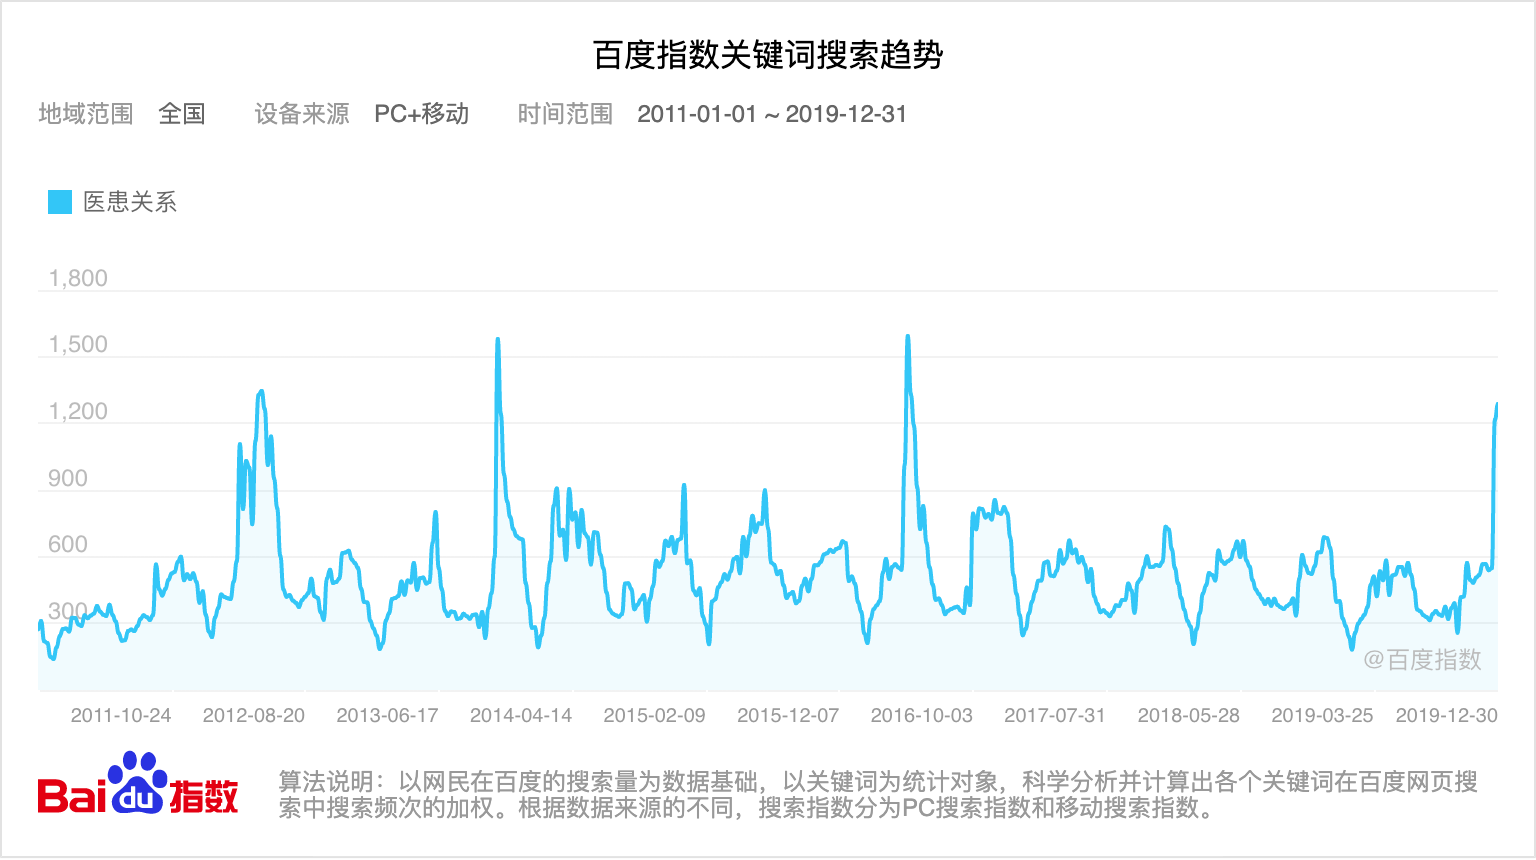 百度指数关键词搜索趋势
地域范围 全国 设备来源 PC+移动 时间范围 2011-01-01 ~ 2019-12-31
医患关系
1,800
1,500
1,200
900
600
300
@百度指数
2011-10-24 2012-08-20 2013-06-17 2014-04-14 2015-02-09 2015-12-07 2016-10-03 2017-07-31 2018-05-28 2019-03-25 2019-12-30
Bai du 指数
算法说明：以网民在百度的搜索量为数据基础，以关键词为统计对象，科学分析并计算出各个关键词在百度网页搜
索中搜索频次的加权。根据数据来源的不同，搜索指数分为PC搜索指数和移动搜索指数。